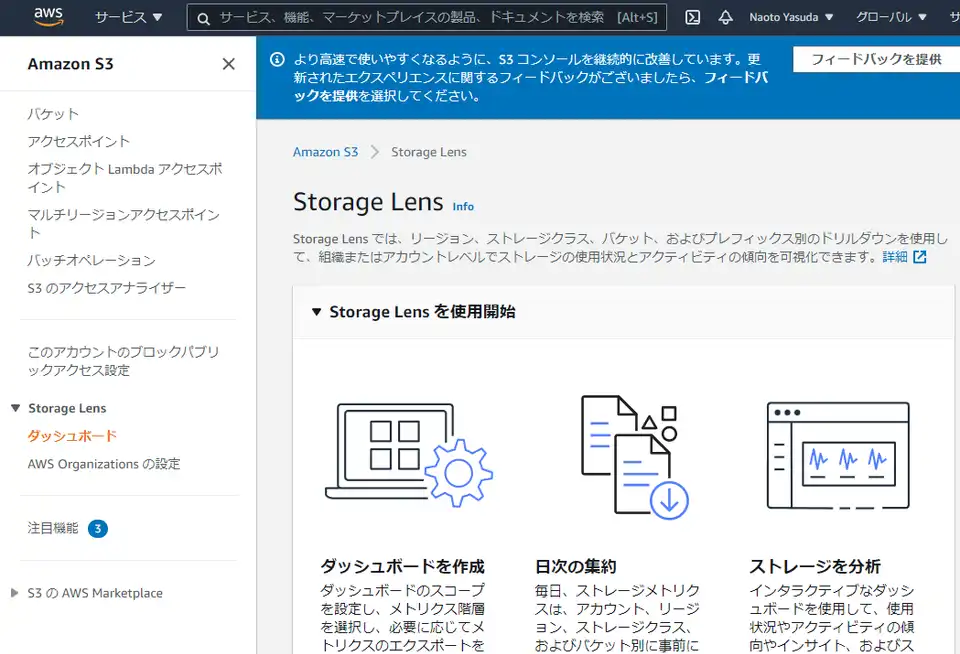 aws
サービス ▼
サービス、機能、マーケットプレイスの製品、ドキュメントを検索 [Alt+S]
Naoto Yasuda ▼
グローバル ▼
サ
Amazon S3
バケット
アクセスポイント
オブジェクト Lambda アクセスポ
イント
マルチリージョンアクセスポイン
ト
バッチオペレーション
S3 のアクセスアナライザー
このアカウントのブロックパブリ
ックアクセス設定
▼ Storage Lens
ダッシュボード
AWS Organizations の設定
注目機能 3
▶ S3 の AWS Marketplace
より高速で使いやすくなるように、S3 コンソールを継続的に改善しています。更
新されたエクスペリエンスに関するフィードバックがございましたら、フィードバ
ックを提供を選択してください。
フィードバックを提供
Amazon S3 > Storage Lens
Storage Lens Info
Storage Lens では、リージョン、ストレージクラス、バケット、およびプレフィックス別のドリルダウンを使用し
て、組織またはアカウントレベルでストレージの使用状況とアクティビティの傾向を可視化できます。詳細
▼ Storage Lens を使用開始
ダッシュボードを作成
ダッシュボードのスコープ
を設定し、メトリクス階層
を選択し、必要に応じてメ
トリクスのエクスポートを
日次の集約
毎日、ストレージメトリク
スは、アカウント、リージ
ョン、ストレージクラス、
およびバケット別に事前に
ストレージを分析
インタラクティブなダッシ
ュボードを使用して、使用
状況やアクティビティの傾
向やインサイト、およびス